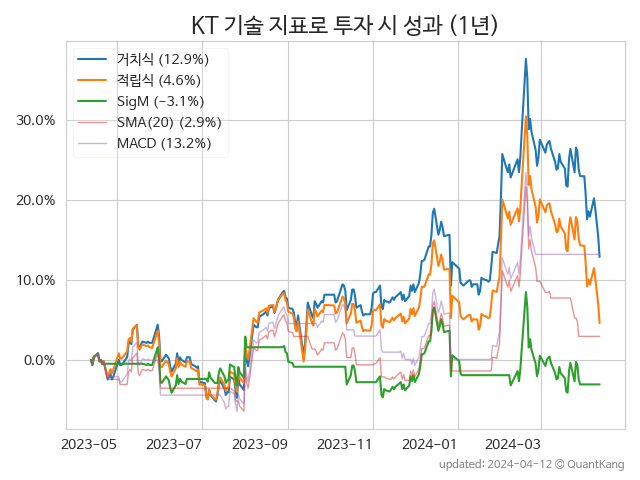 KT 기술 지표로 투자 시 성과 (1년)
거치식 (12.9%)
적립식 (4.6%)
SigM (−3.1%)
SMA(20) (2.9%)
MACD (13.2%)
30.0%
20.0%
10.0%
0.0%
2023-05 2023-07 2023-09 2023-11 2024-01 2024-03
updated: 2024-04-12 © QuantKang